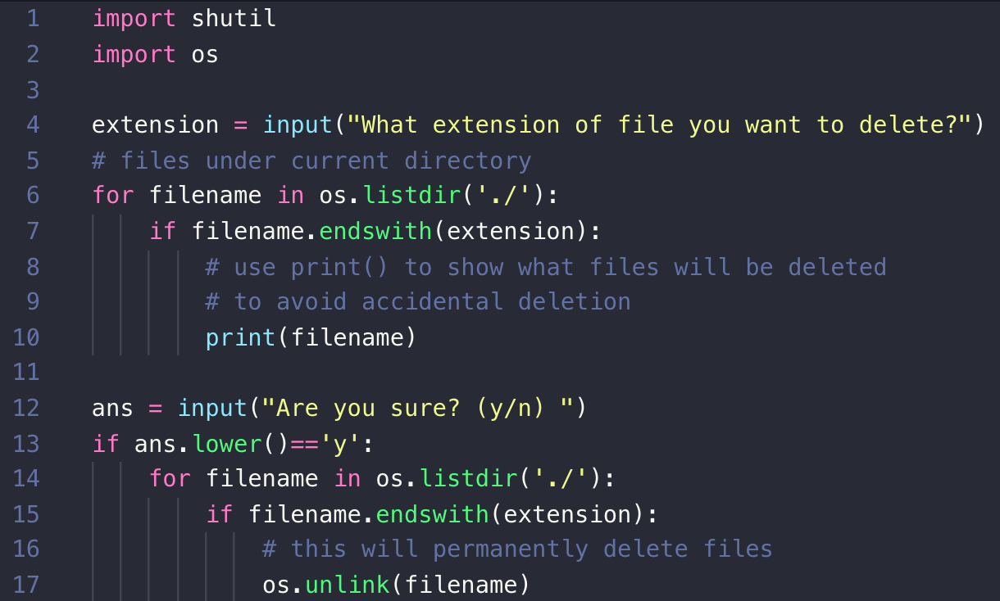 1 import shutil
2 import os
3
4 extension = input("What extension of file you want to delete?")
5 # files under current directory
6 for filename in os.listdir('./'):
7     if filename.endswith(extension):
8         # use print() to show what files will be deleted
9         # to avoid accidental deletion
10         print(filename)
11
12 ans = input("Are you sure? (y/n) ")
13 if ans.lower()=='y':
14     for filename in os.listdir('./'):
15         if filename.endswith(extension):
16             # this will permanently delete files
17             os.unlink(filename)